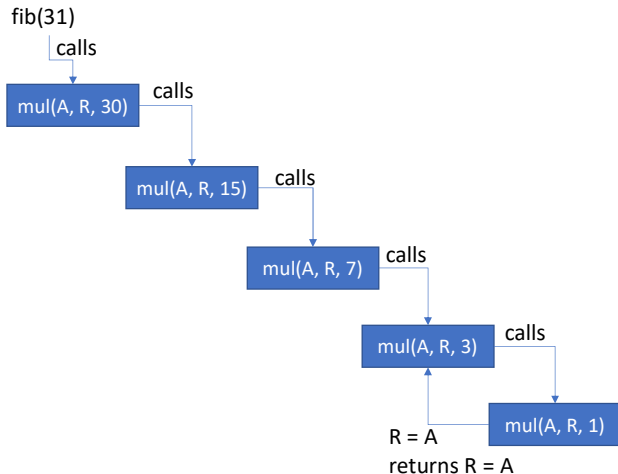 fib(31)
calls
mul(A, R, 30)
calls
mul(A, R, 15)
calls
mul(A, R, 7)
calls
mul(A, R, 3)
calls
mul(A, R, 1)
R = A
returns R = A